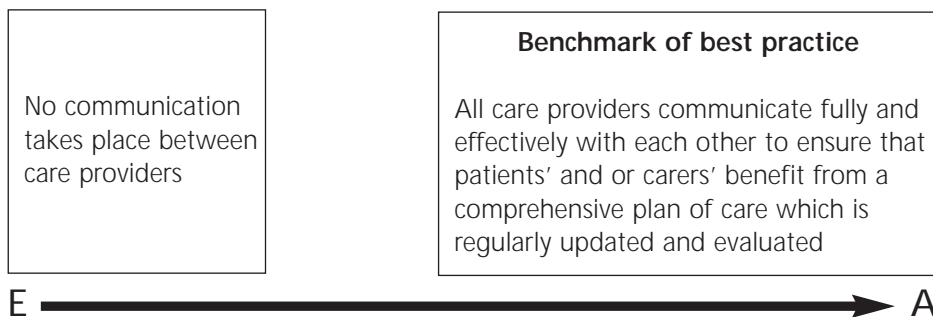 No communication
takes place between
care providers
Benchmark of best practice
All care providers communicate fully and
effectively with each other to ensure that
patients’ and or carers’ benefit from a
comprehensive plan of care which is
regularly updated and evaluated
E A